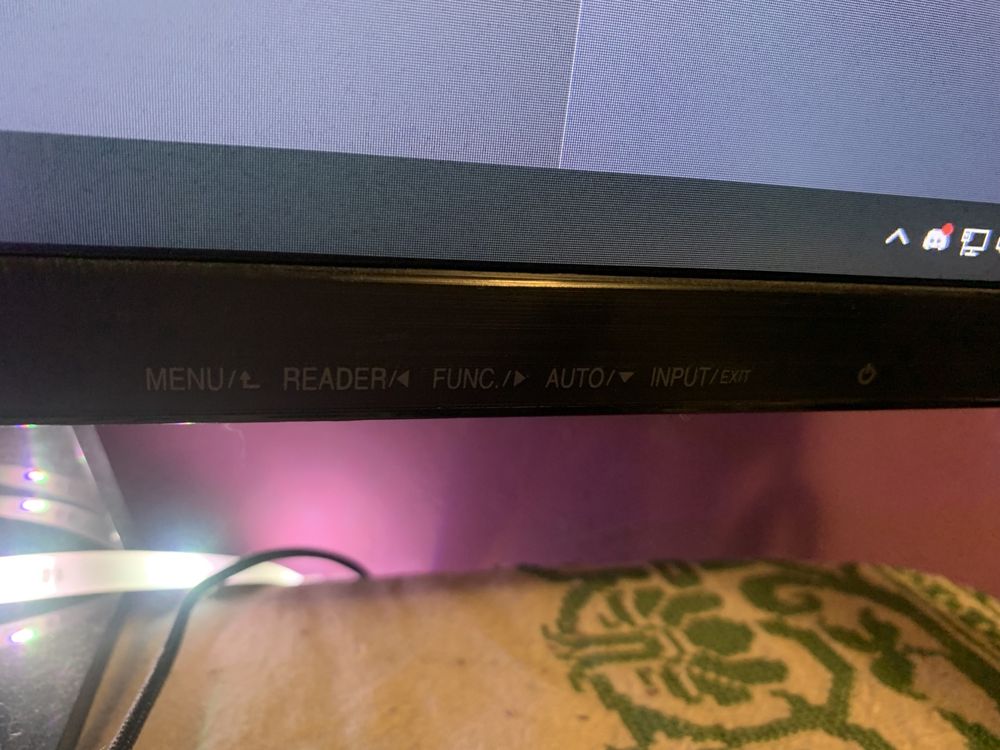 MENU/⮤ READER/◀ FUNC./▶ AUTO/▼ INPUT/EXIT